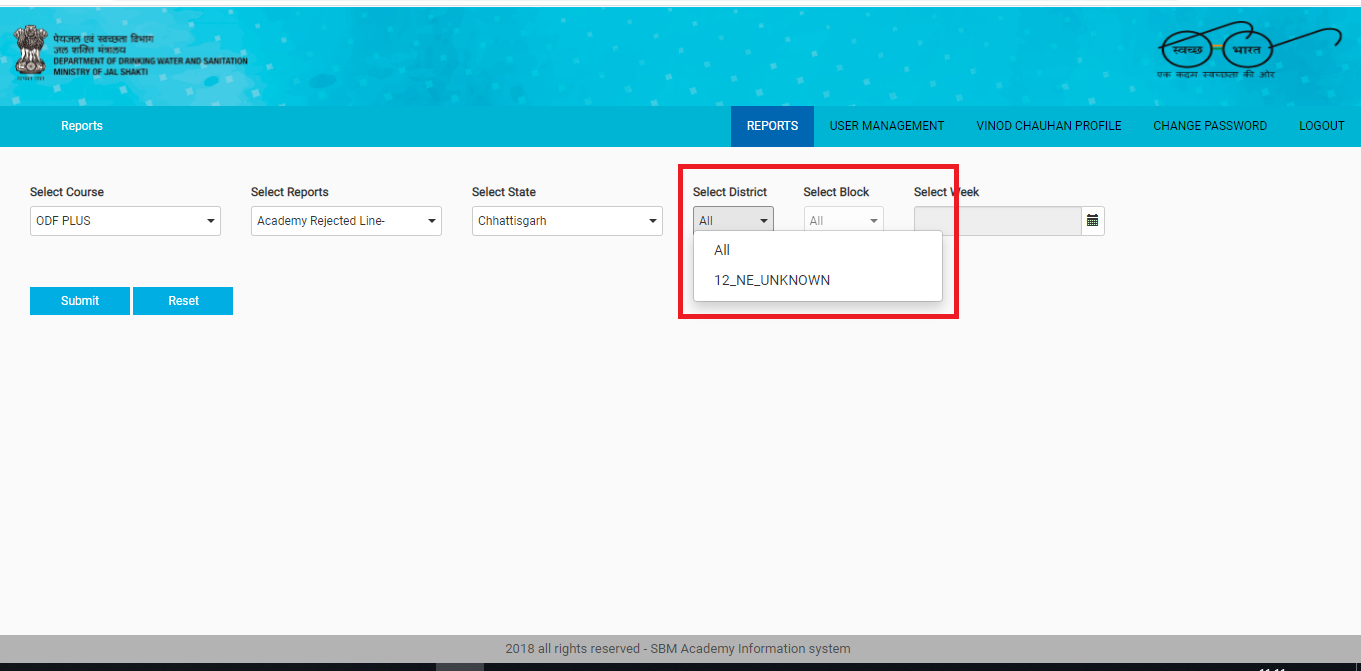 पेयजल एवं स्वच्छता विभाग
जल शक्ति मंत्रालय
DEPARTMENT OF DRINKING WATER AND SANITATION
MINISTRY OF JAL SHAKTI
स्वच्छ भारत
एक कदम स्वच्छता की ओर
Reports
REPORTS USER MANAGEMENT VINOD CHAUHAN PROFILE CHANGE PASSWORD LOGOUT
Select Course Select Reports Select State Select District Select Block Select Week
ODF PLUS Academy Rejected Line- Chhattisgarh All All
All
12_NE_UNKNOWN
Submit Reset
2018 all rights reserved - SBM Academy Information system